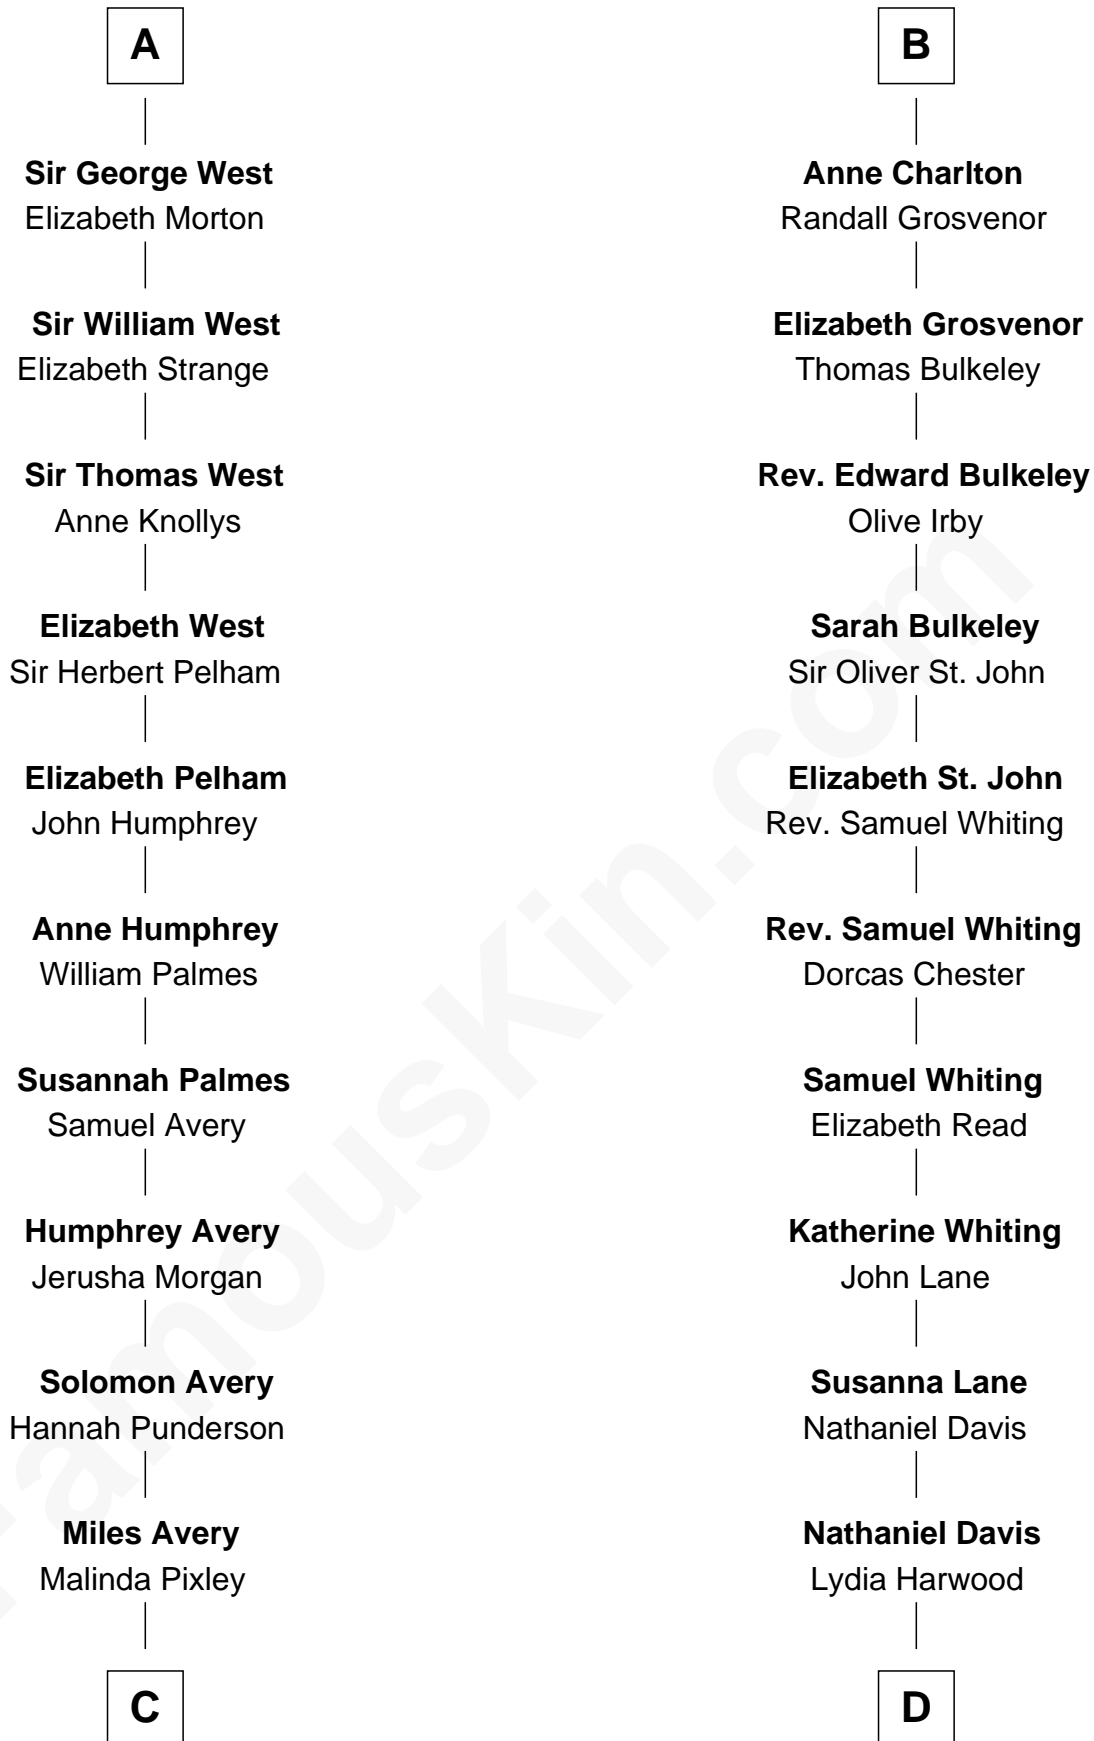 A
Sir George West
Elizabeth Morton
Sir William West
Elizabeth Strange
Sir Thomas West
Anne Knollys
Elizabeth West
Sir Herbert Pelham
Elizabeth Pelham
John Humphrey
Anne Humphrey
William Palmes
Susannah Palmes
Samuel Avery
Humphrey Avery
Jerusha Morgan
Solomon Avery
Hannah Punderson
Miles Avery
Malinda Pixley
C
B
Anne Charlton
Randall Grosvenor
Elizabeth Grosvenor
Thomas Bulkeley
Rev. Edward Bulkeley
Olive Irby
Sarah Bulkeley
Sir Oliver St. John
Elizabeth St. John
Rev. Samuel Whiting
Rev. Samuel Whiting
Dorcas Chester
Samuel Whiting
Elizabeth Read
Katherine Whiting
John Lane
Susanna Lane
Nathaniel Davis
Nathaniel Davis
Lydia Harwood
D
FamousKin.com